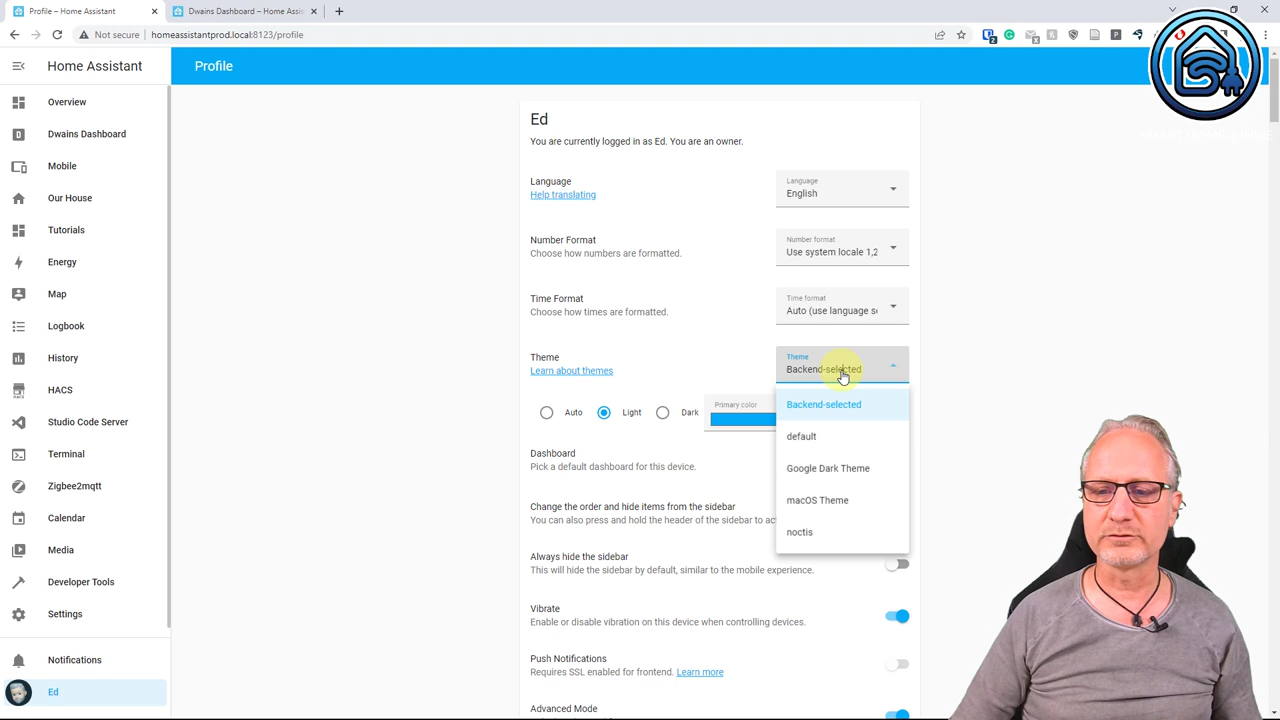 Profile – Home Assistant
Dwains Dashboard – Home Assis
Not secure
homeassistantprod.local:8123/profile
Home Assistant
Profile
Overview
Dwains Dashboard
Mobile
Our House
Tutorials
Energy
Map
Logbook
History
HACS
Studio Code Server
Terminal
Zigbee2mqtt
Calendar
Media
Developer Tools
Settings
Notifications
Ed
Ed
You are currently logged in as Ed. You are an owner.
Language
Help translating
Language
English
Number Format
Choose how numbers are formatted.
Number format
Use system locale 1,2
Time Format
Choose how times are formatted.
Time format
Auto (use language se
Theme
Learn about themes
Theme
Backend-selected
Backend-selected
default
Google Dark Theme
macOS Theme
noctis
Auto
Light
Dark
Primary color
Dashboard
Pick a default dashboard for this device.
Change the order and hide items from the sidebar
You can also press and hold the header of the sidebar to ac
Always hide the sidebar
This will hide the sidebar by default, similar to the mobile experience.
Vibrate
Enable or disable vibration on this device when controlling devices.
Push Notifications
Requires SSL enabled for frontend. Learn more
Advanced Mode